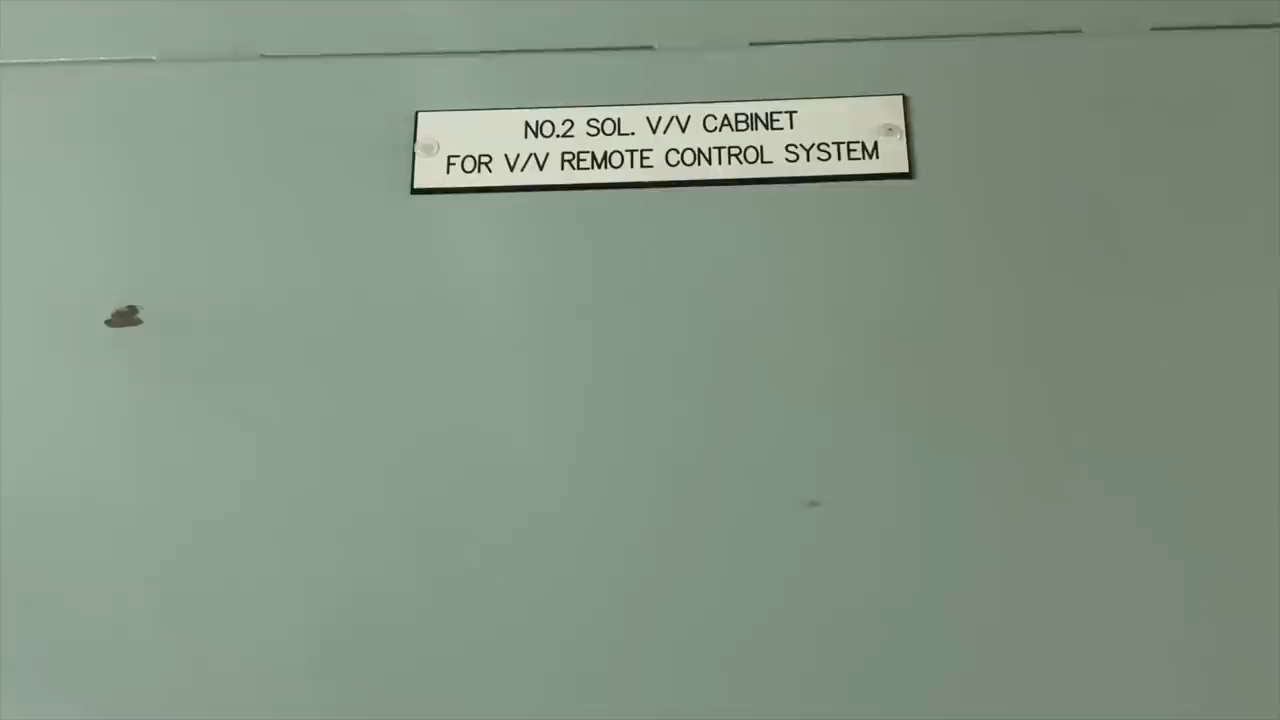 NO.2 SOL. V/V CABINET
FOR V/V REMOTE CONTROL SYSTEM